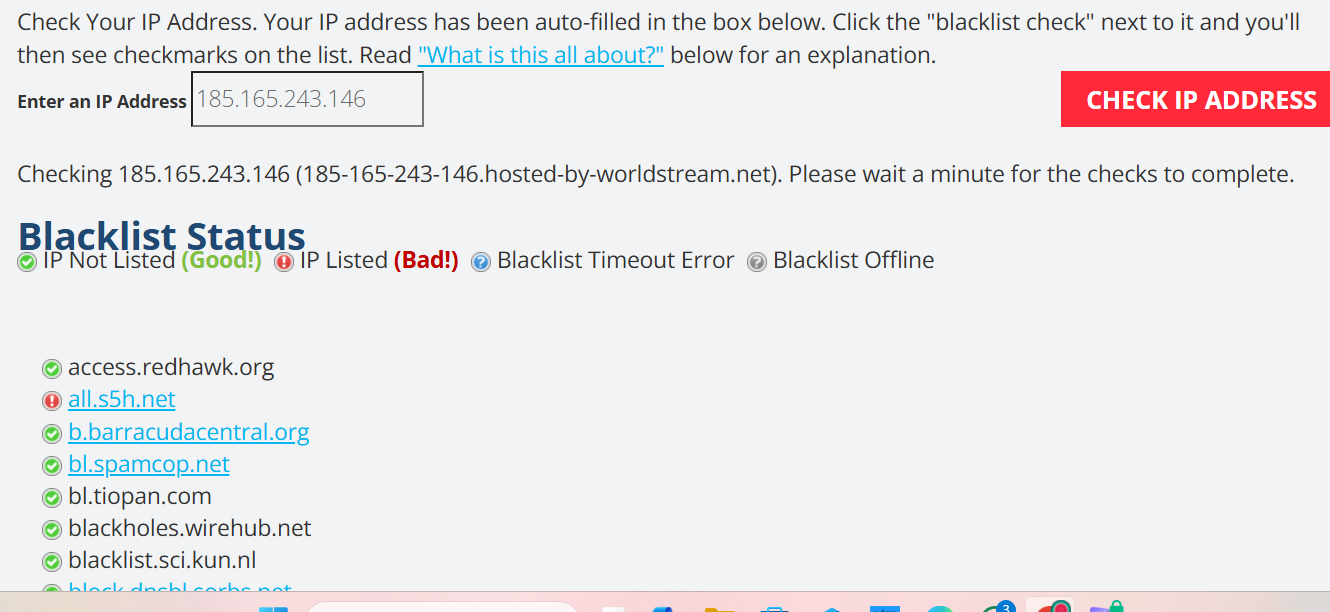 Check Your IP Address. Your IP address has been auto-filled in the box below. Click the "blacklist check" next to it and you'll
then see checkmarks on the list. Read "What is this all about?" below for an explanation.
Enter an IP Address 185.165.243.146 CHECK IP ADDRESS
Checking 185.165.243.146 (185-165-243-146.hosted-by-worldstream.net). Please wait a minute for the checks to complete.
Blacklist Status
IP Not Listed (Good!) IP Listed (Bad!) Blacklist Timeout Error Blacklist Offline
access.redhawk.org
all.s5h.net
b.barracudacentral.org
bl.spamcop.net
bl.tiopan.com
blackholes.wirehub.net
blacklist.sci.kun.nl
block.dnsbl.sorbs.net
3